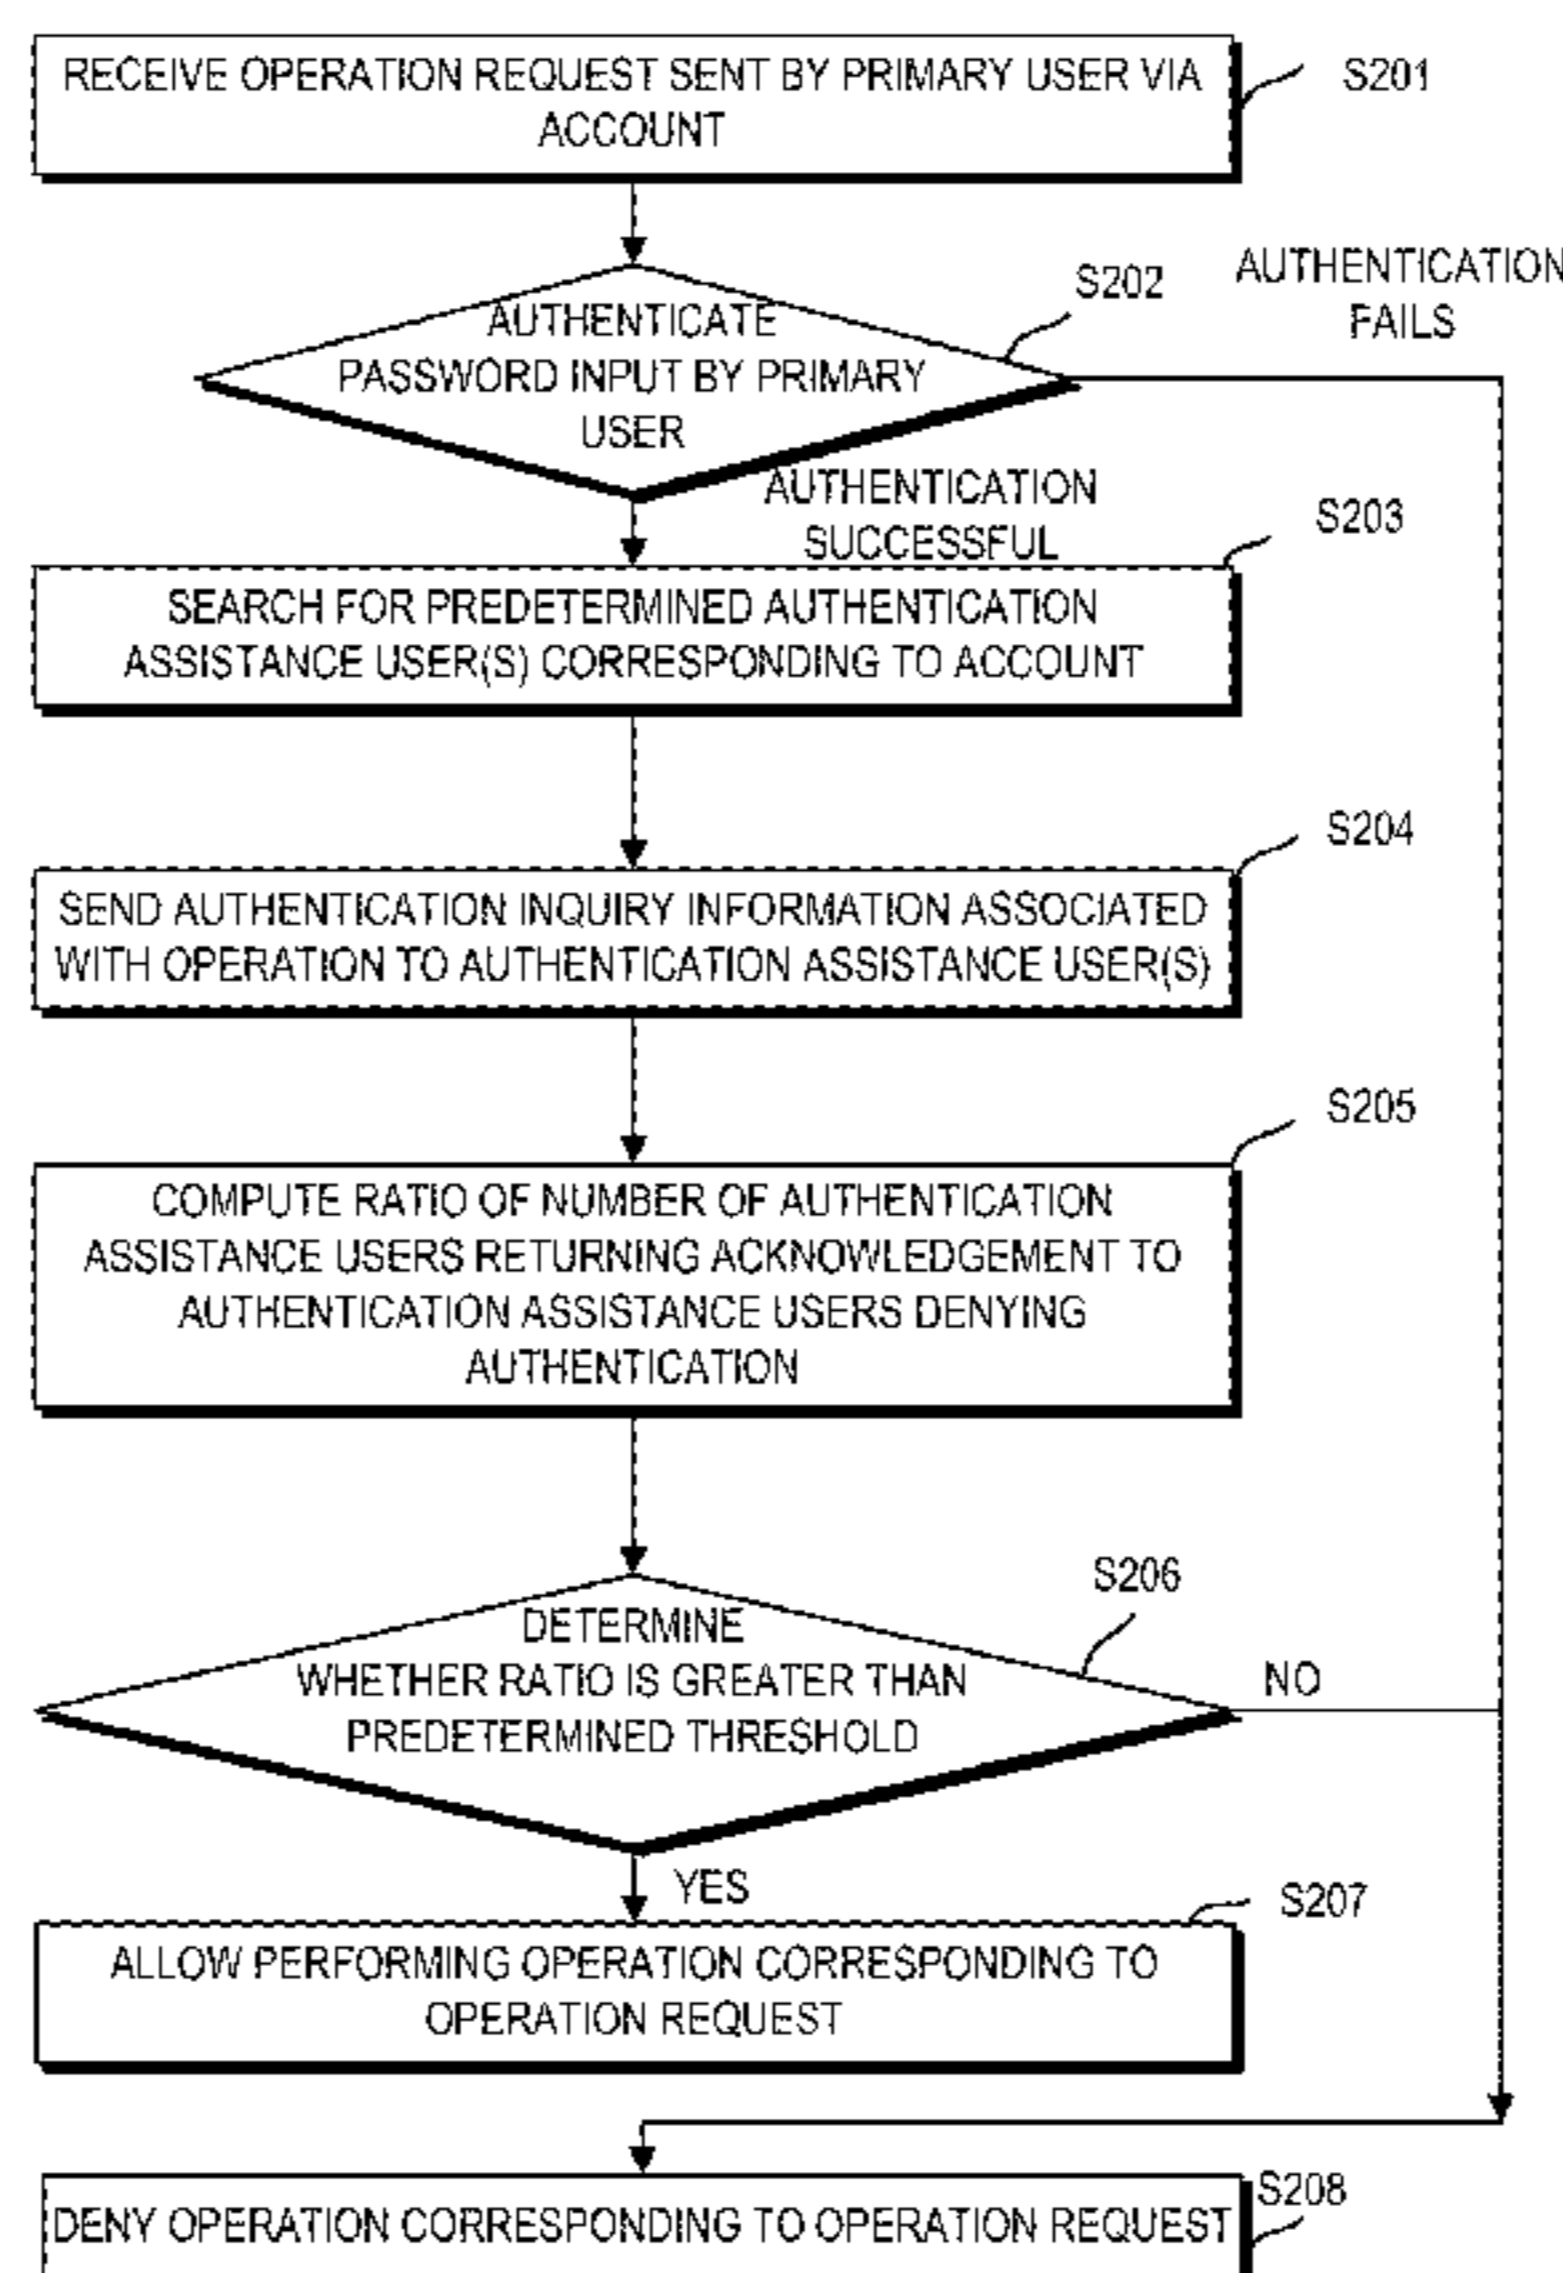 RECEIVE OPERATION REQUEST SENT BY PRIMARY USER VIA
ACCOUNT
S201
AUTHENTICATE
PASSWORD INPUT BY PRIMARY
USER
S202
AUTHENTICATION
FAILS
AUTHENTICATION
SUCCESSFUL
S203
SEARCH FOR PREDETERMINED AUTHENTICATION
ASSISTANCE USER(S) CORRESPONDING TO ACCOUNT
S204
SEND AUTHENTICATION INQUIRY INFORMATION ASSOCIATED
WITH OPERATION TO AUTHENTICATION ASSISTANCE USER(S)
S205
COMPUTE RATIO OF NUMBER OF AUTHENTICATION
ASSISTANCE USERS RETURNING ACKNOWLEDGEMENT TO
AUTHENTICATION ASSISTANCE USERS DENYING
AUTHENTICATION
S206
DETERMINE
WHETHER RATIO IS GREATER THAN
PREDETERMINED THRESHOLD
NO
YES
S207
ALLOW PERFORMING OPERATION CORRESPONDING TO
OPERATION REQUEST
S208
DENY OPERATION CORRESPONDING TO OPERATION REQUEST